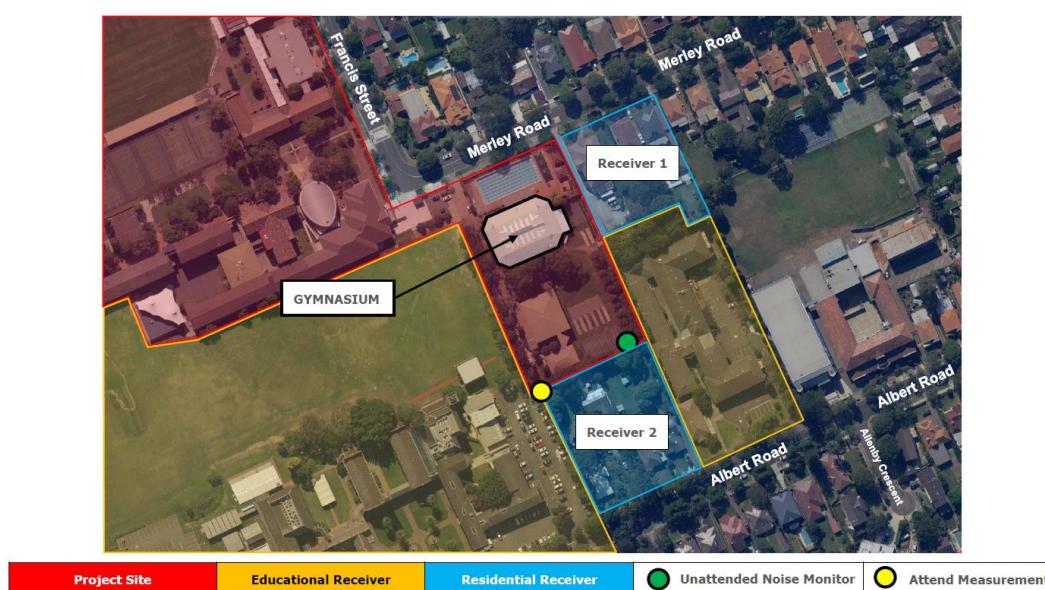 Francis Street
Merley Road
Merley Road
Receiver 1
GYMNASIUM
Receiver 2
Albert Road
Albert Road
Allenby Crescent
Project Site
Educational Receiver
Residential Receiver
Unattended Noise Monitor
Attend Measurement